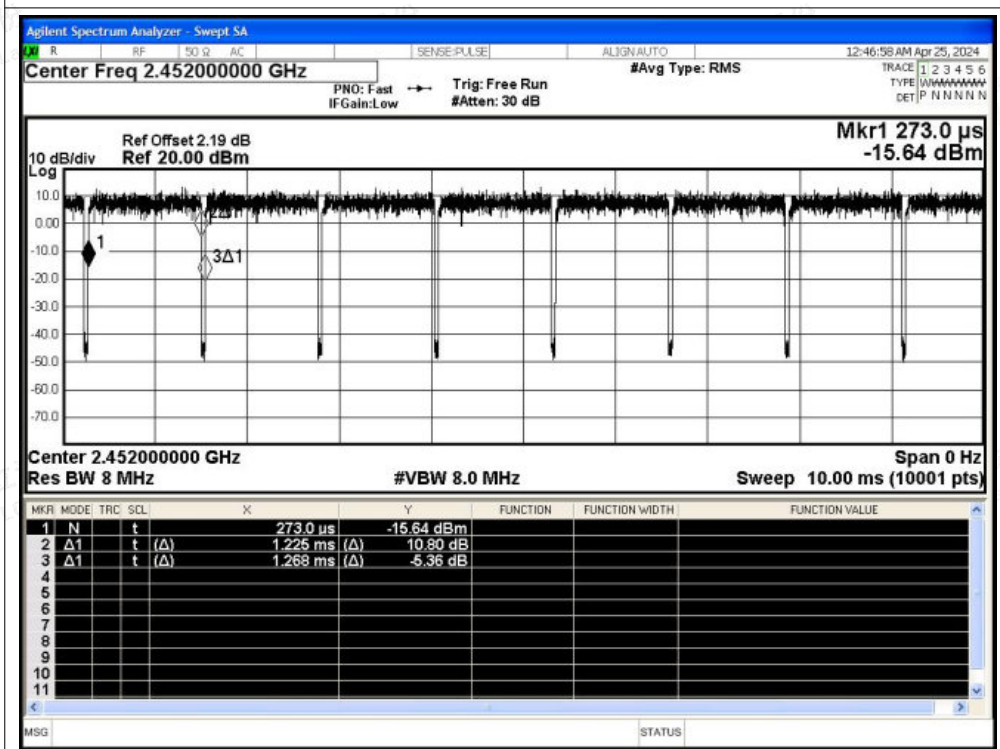 Agilent Spectrum Analyzer - Swept SA
R RF 50 Ω AC SENSE:PULSE ALIGN AUTO 12:46:58 AM Apr 25, 2024
Center Freq 2.452000000 GHz
PNO: Fast
IFGain:Low
Trig: Free Run
#Atten: 30 dB
#Avg Type: RMS
TRACE 1 2 3 4 5 6
TYPE
DET P N N N N N
Mkr1 273.0 µs
-15.64 dBm
Ref Offset 2.19 dB
10 dB/div Ref 20.00 dBm
Log
10.0
0.00
-10.0
-20.0
-30.0
-40.0
-50.0
-60.0
-70.0
1
3Δ1
Center 2.452000000 GHz Span 0 Hz
Res BW 8 MHz #VBW 8.0 MHz Sweep 10.00 ms (10001 pts)
MKR MODE TRC SCL X Y FUNCTION FUNCTION WIDTH FUNCTION VALUE
1 N t 273.0 µs -15.64 dBm
2 Δ1 t (Δ) 1.225 ms (Δ) 10.80 dB
3 Δ1 t (Δ) 1.268 ms (Δ) -5.36 dB
4
5
6
7
8
9
10
11
MSG STATUS